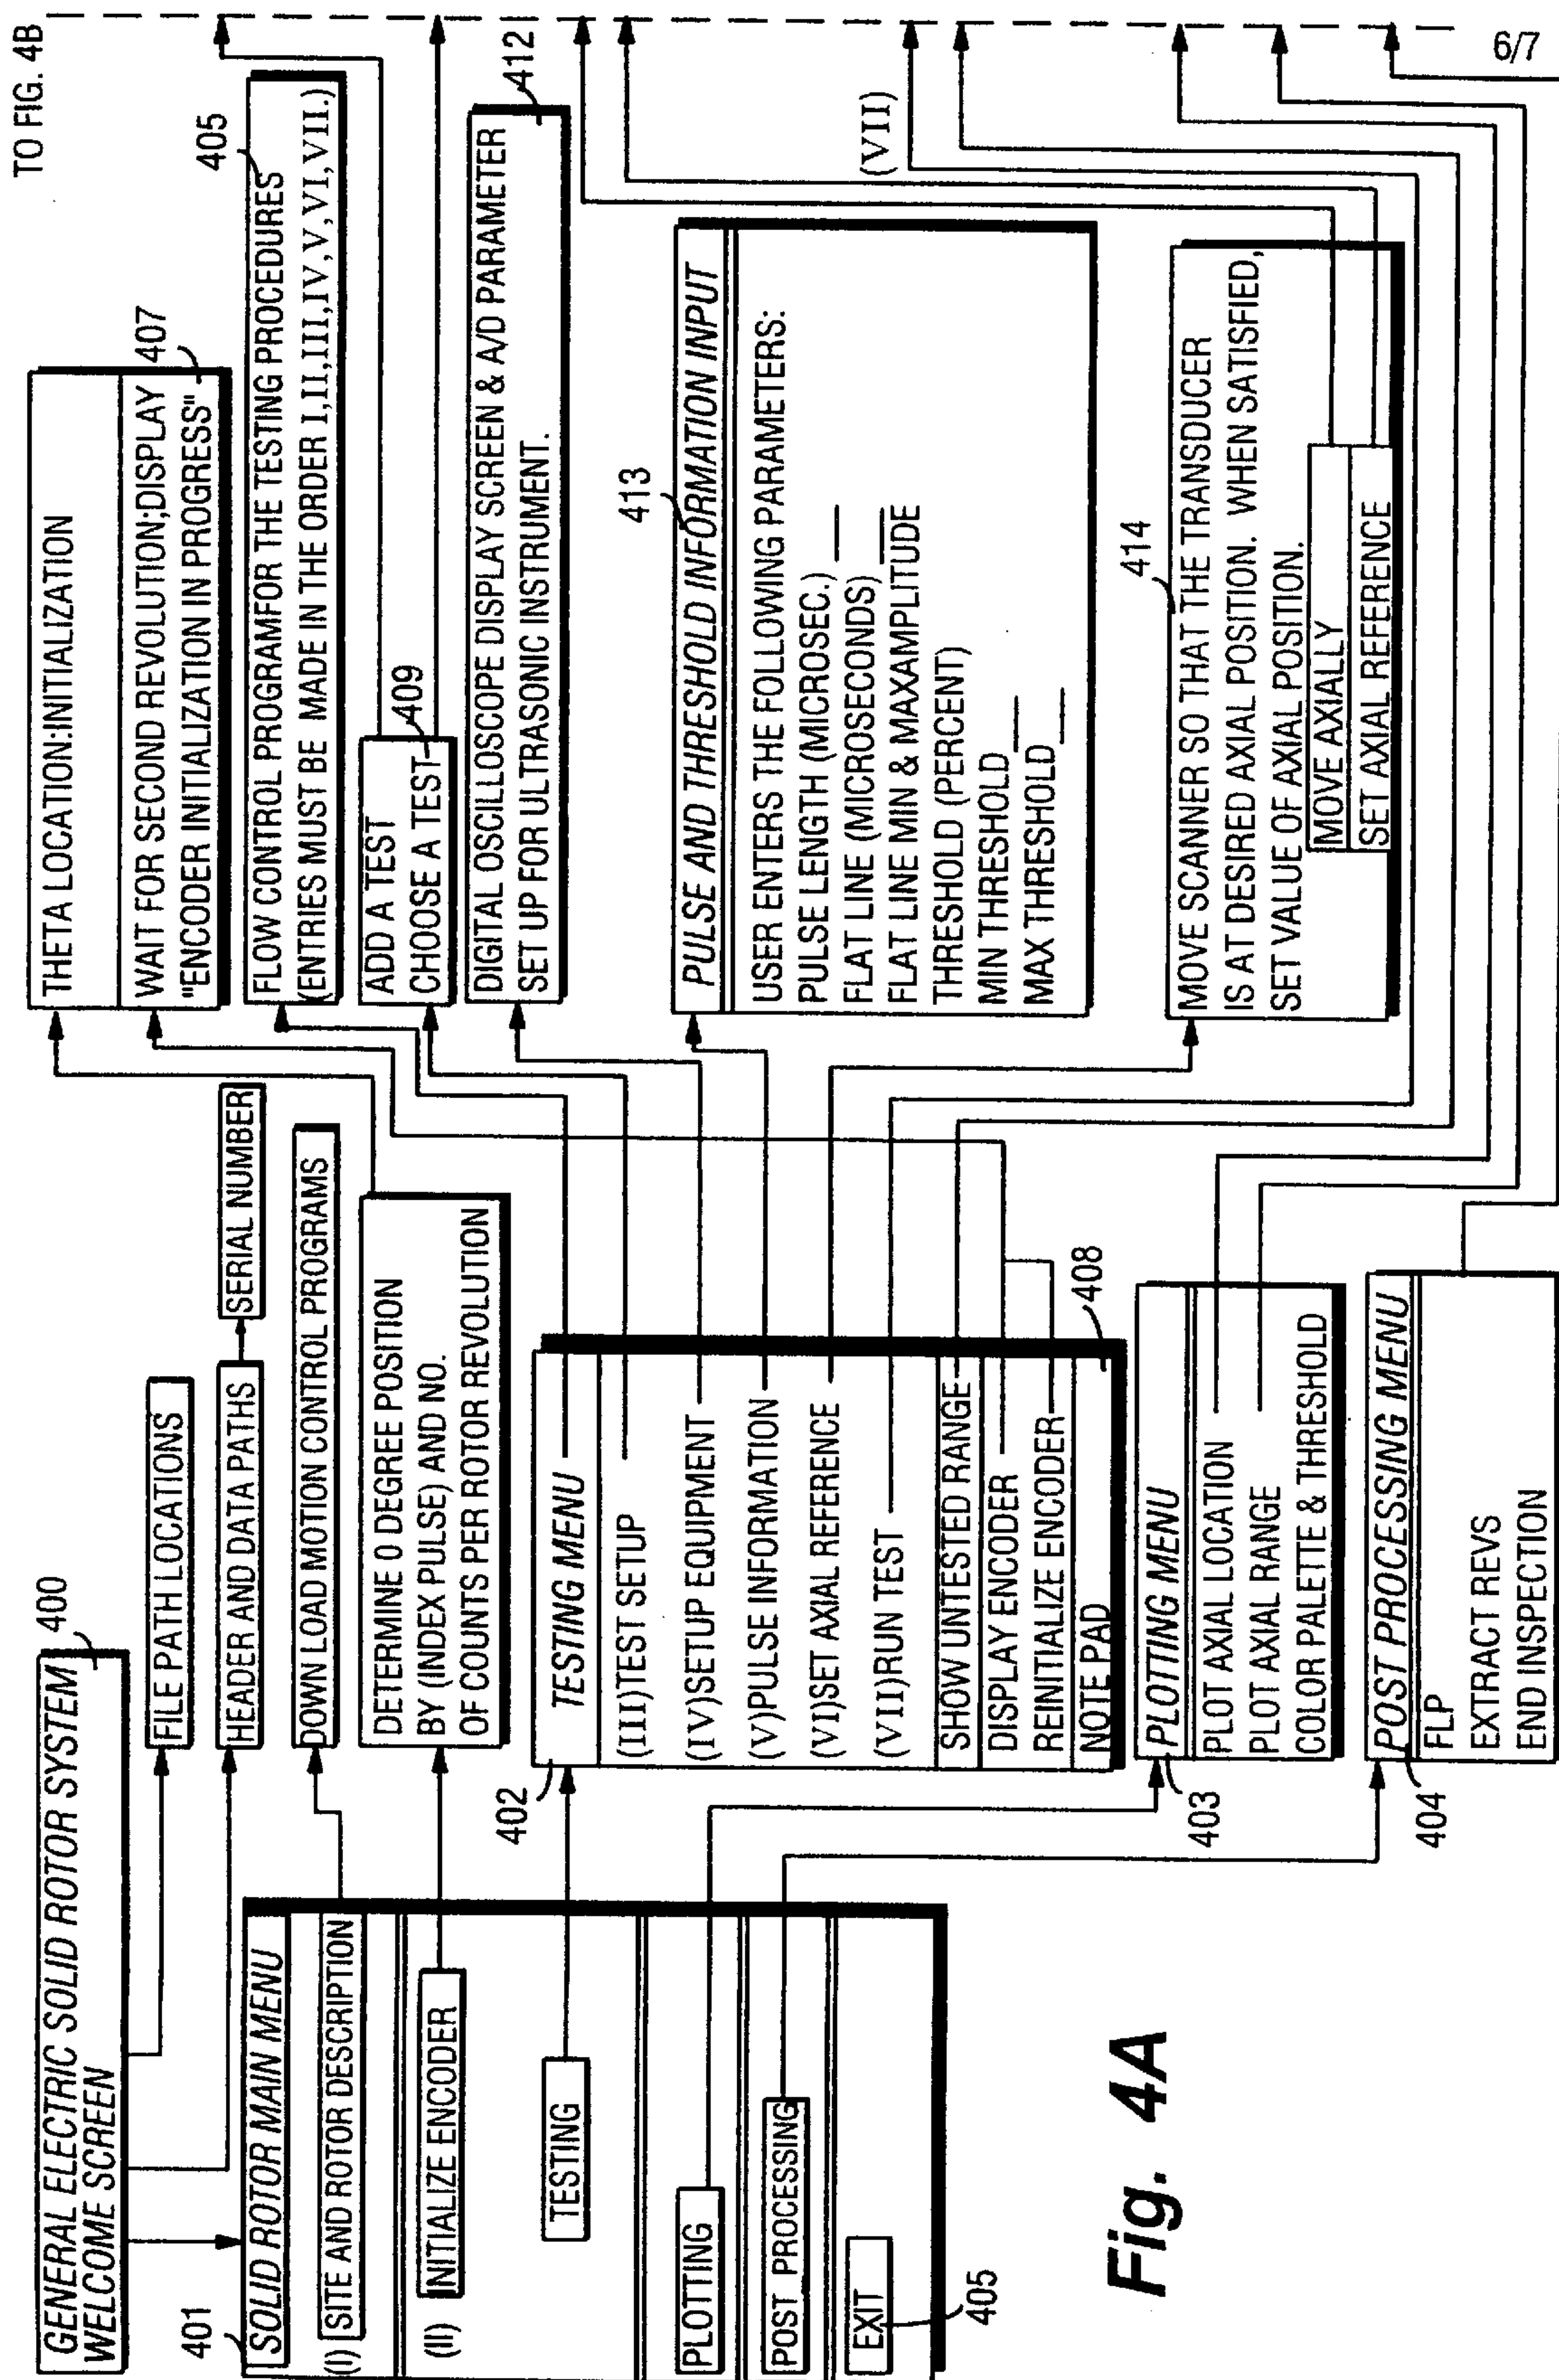 TO FIG. 4B
GENERAL ELECTRIC SOLID ROTOR SYSTEM
WELCOME SCREEN
400
FILE PATH LOCATIONS
HEADER AND DATA PATHS
SERIAL NUMBER
401
SOLID ROTOR MAIN MENU
(I) SITE AND ROTOR DESCRIPTION
(II) INITIALIZE ENCODER
TESTING
PLOTTING
POST PROCESSING
EXIT
405
DOWN LOAD MOTION CONTROL PROGRAMS
DETERMINE 0 DEGREE POSITION
BY (INDEX PULSE) AND NO.
OF COUNTS PER ROTOR REVOLUTION
402
TESTING MENU
(III)TEST SETUP
(IV)SETUP EQUIPMENT
(V)PULSE INFORMATION
(VI)SET AXIAL REFERENCE
(VII)RUN TEST
SHOW UNTESTED RANGE
DISPLAY ENCODER
REINITIALIZE ENCODER
NOTE PAD
408
403
PLOTTING MENU
PLOT AXIAL LOCATION
PLOT AXIAL RANGE
COLOR PALETTE & THRESHOLD
404
POST PROCESSING MENU
FLP
EXTRACT REVS
END INSPECTION
THETA LOCATION:INITIALIZATION
WAIT FOR SECOND REVOLUTION;DISPLAY
"ENCODER INITIALIZATION IN PROGRESS"
407
405
FLOW CONTROL PROGRAMFOR THE TESTING PROCEDURES
(ENTRIES MUST BE MADE IN THE ORDER I,II,III,IV,V,VI,VII.)
ADD A TEST
CHOOSE A TEST
409
DIGITAL OSCILLOSCOPE DISPLAY SCREEN & A/D PARAMETER
SET UP FOR ULTRASONIC INSTRUMENT.
412
413
PULSE AND THRESHOLD INFORMATION INPUT
USER ENTERS THE FOLLOWING PARAMETERS:
PULSE LENGTH (MICROSEC.) __
FLAT LINE (MICROSECONDS) __
FLAT LINE MIN & MAXAMPLITUDE
THRESHOLD (PERCENT)
MIN THRESHOLD __
MAX THRESHOLD __
(VII)
414
MOVE SCANNER SO THAT THE TRANSDUCER
IS AT DESIRED AXIAL POSITION. WHEN SATISFIED,
SET VALUE OF AXIAL POSITION.
MOVE AXIALLY
SET AXIAL REFERENCE
6/7
Fig. 4A